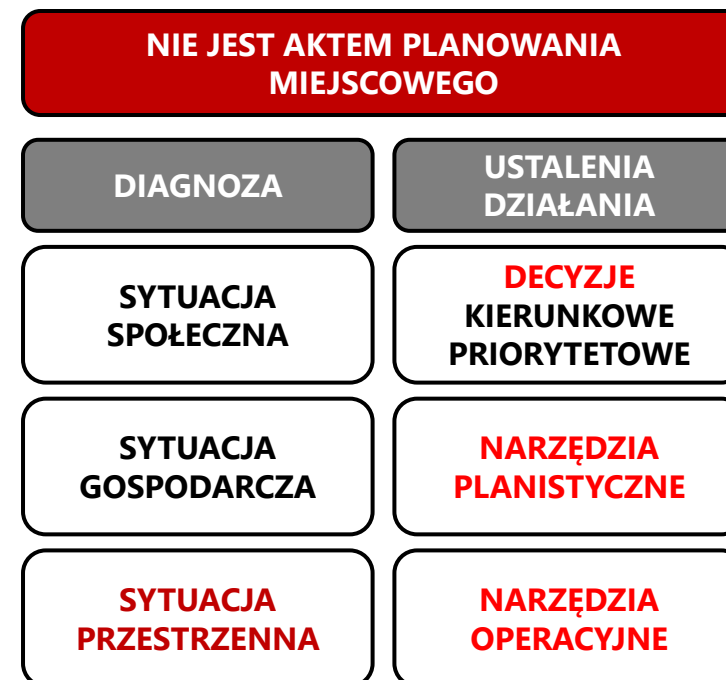 NIE JEST AKTEM PLANOWANIA
MIEJSCOWEGO
DIAGNOZA
USTALENIA
DZIAŁANIA
SYTUACJA
SPOŁECZNA
DECYZJE
KIERUNKOWE
PRIORYTETOWE
SYTUACJA
GOSPODARCZA
NARZĘDZIA
PLANISTYCZNE
SYTUACJA
PRZESTRZENNA
NARZĘDZIA
OPERACYJNE